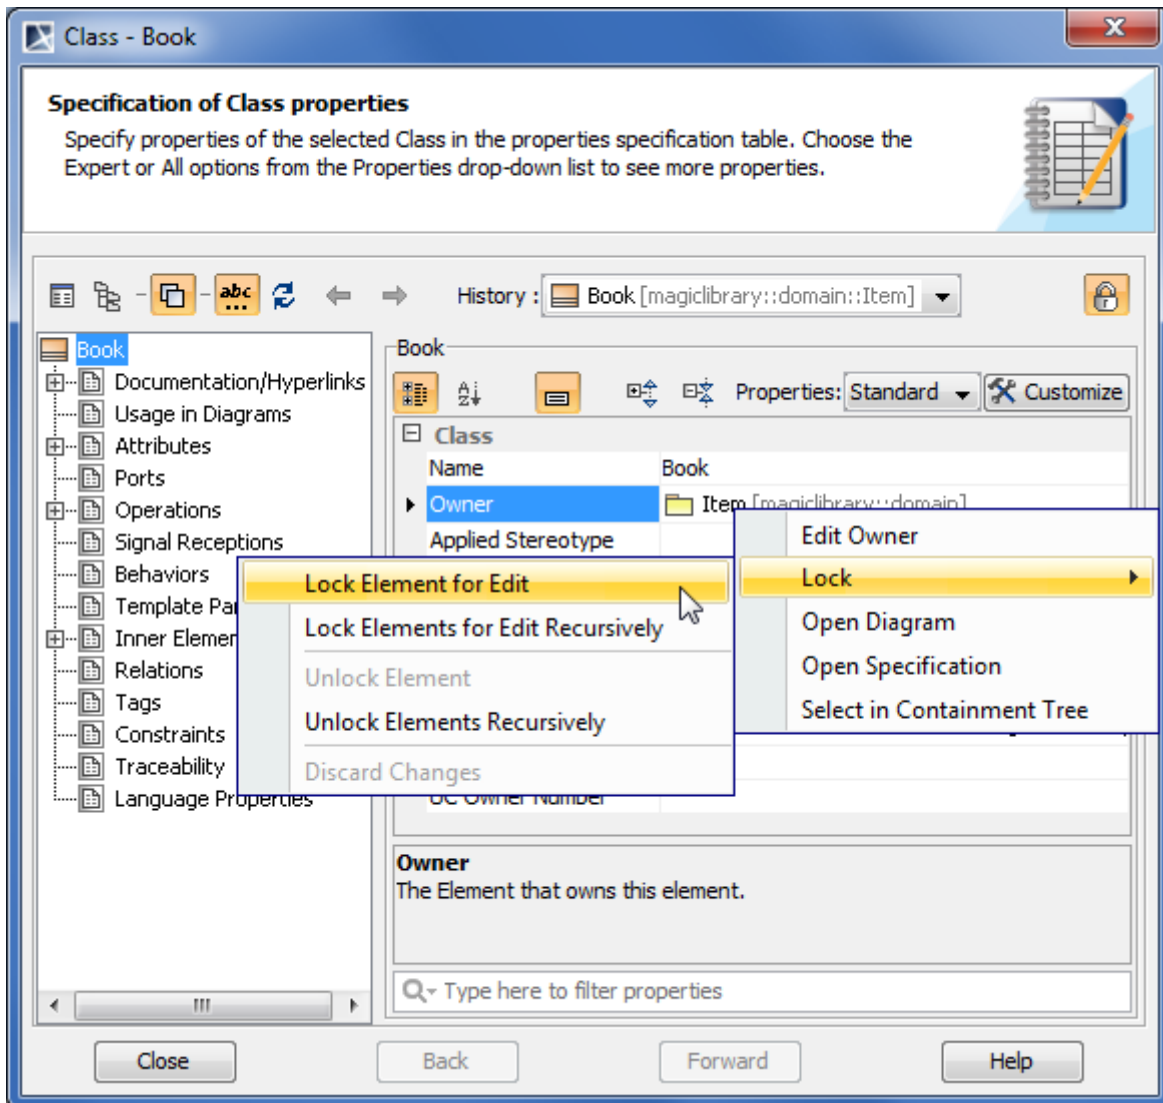 Class - Book
Specification of Class properties
Specify properties of the selected Class in the properties specification table. Choose the
Expert or All options from the Properties drop-down list to see more properties.
abc
History : Book [magiclibrary::domain::Item]
Book
Documentation/Hyperlinks
Usage in Diagrams
Attributes
Ports
Operations
Signal Receptions
Behaviors
Template Pa
Inner Elemen
Relations
Tags
Constraints
Traceability
Language Properties
Book
A
Z
Properties: Standard Customize
Class
Name Book
Owner Item [magiclibrary::domain]
Applied Stereotype
UC Owner Number
Edit Owner
Lock
Open Diagram
Open Specification
Select in Containment Tree
Lock Element for Edit
Lock Elements for Edit Recursively
Unlock Element
Unlock Elements Recursively
Discard Changes
Owner
The Element that owns this element.
Type here to filter properties
Close Back Forward Help